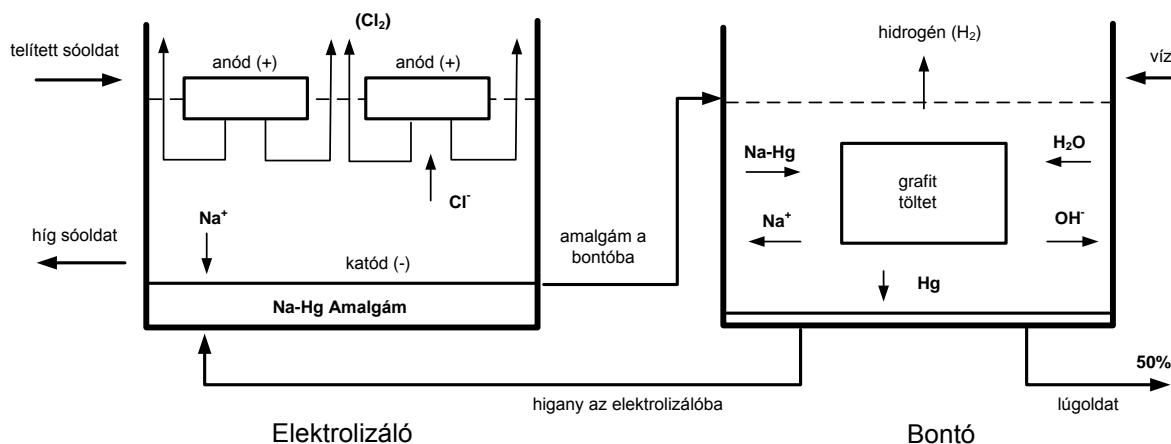 (Cl₂)
telített sóoldat
anód (+)
anód (+)
Cl⁻
Na⁺
híg sóoldat
katód (-)
Na-Hg Amalgám
amalgám a
bontóba
higany az elektrolizálóba
Elektrolizáló
hidrogén (H₂)
víz
Na-Hg
H₂O
grafit
töltet
Na⁺
OH⁻
Hg
50%
lúgoldat
Bontó